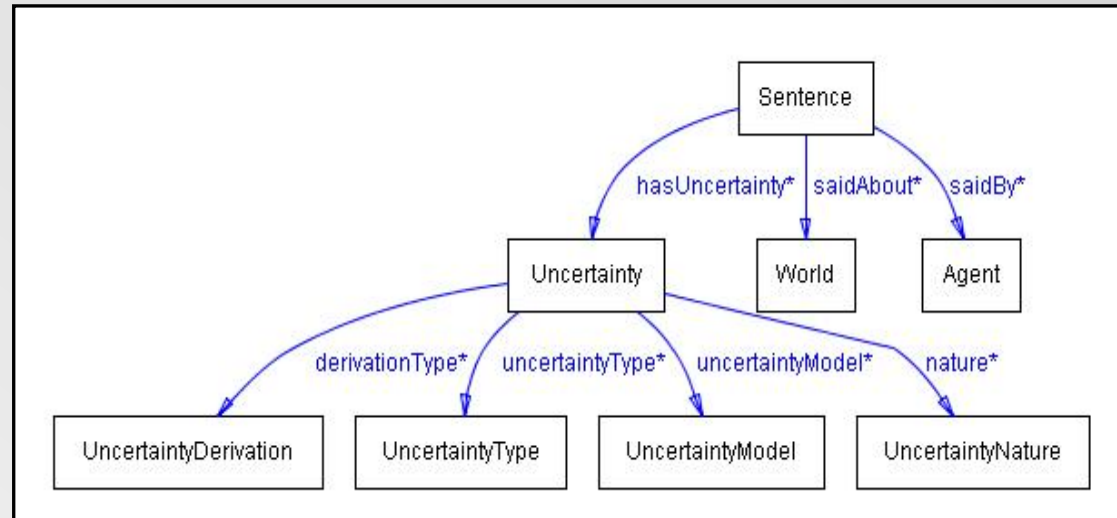 Sentence
hasUncertainty* saidAbout* saidBy*
Uncertainty World Agent
derivationType* uncertaintyType* uncertaintyModel* nature*
UncertaintyDerivation UncertaintyType UncertaintyModel UncertaintyNature